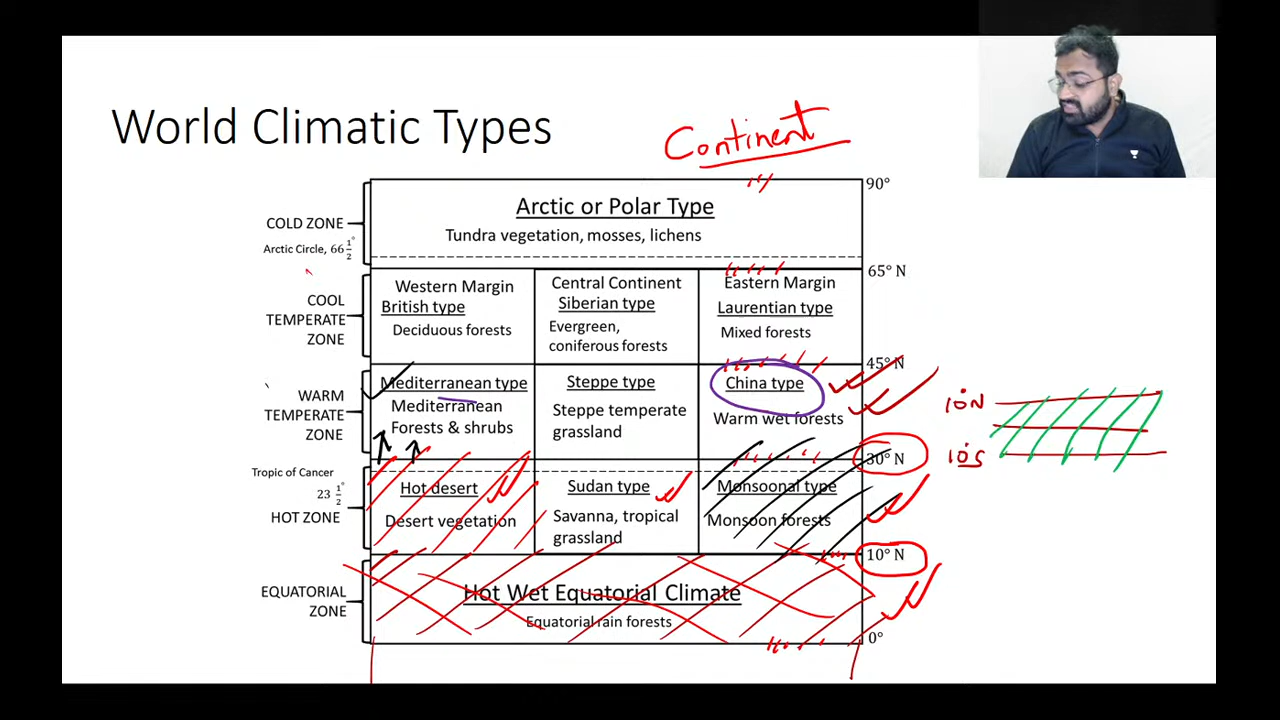 World Climatic Types
Continent
90°
Arctic or Polar Type
COLD ZONE
Tundra vegetation, mosses, lichens
Arctic Circle, 66 1/2°
65° N
Western Margin
British type
Deciduous forests
Central Continent
Siberian type
Evergreen,
coniferous forests
Eastern Margin
Laurentian type
Mixed forests
COOL
TEMPERATE
ZONE
45° N
Mediterranean type
Mediterranean
Forests & shrubs
Steppe type
Steppe temperate
grassland
China type
Warm wet forests
WARM
TEMPERATE
ZONE
10°N
10°S
30° N
Tropic of Cancer
23 1/2°
HOT ZONE
Hot desert
Desert vegetation
Sudan type
Savanna, tropical
grassland
Monsoonal type
Monsoon forests
10° N
EQUATORIAL
ZONE
Hot Wet Equatorial Climate
Equatorial rain forests
0°